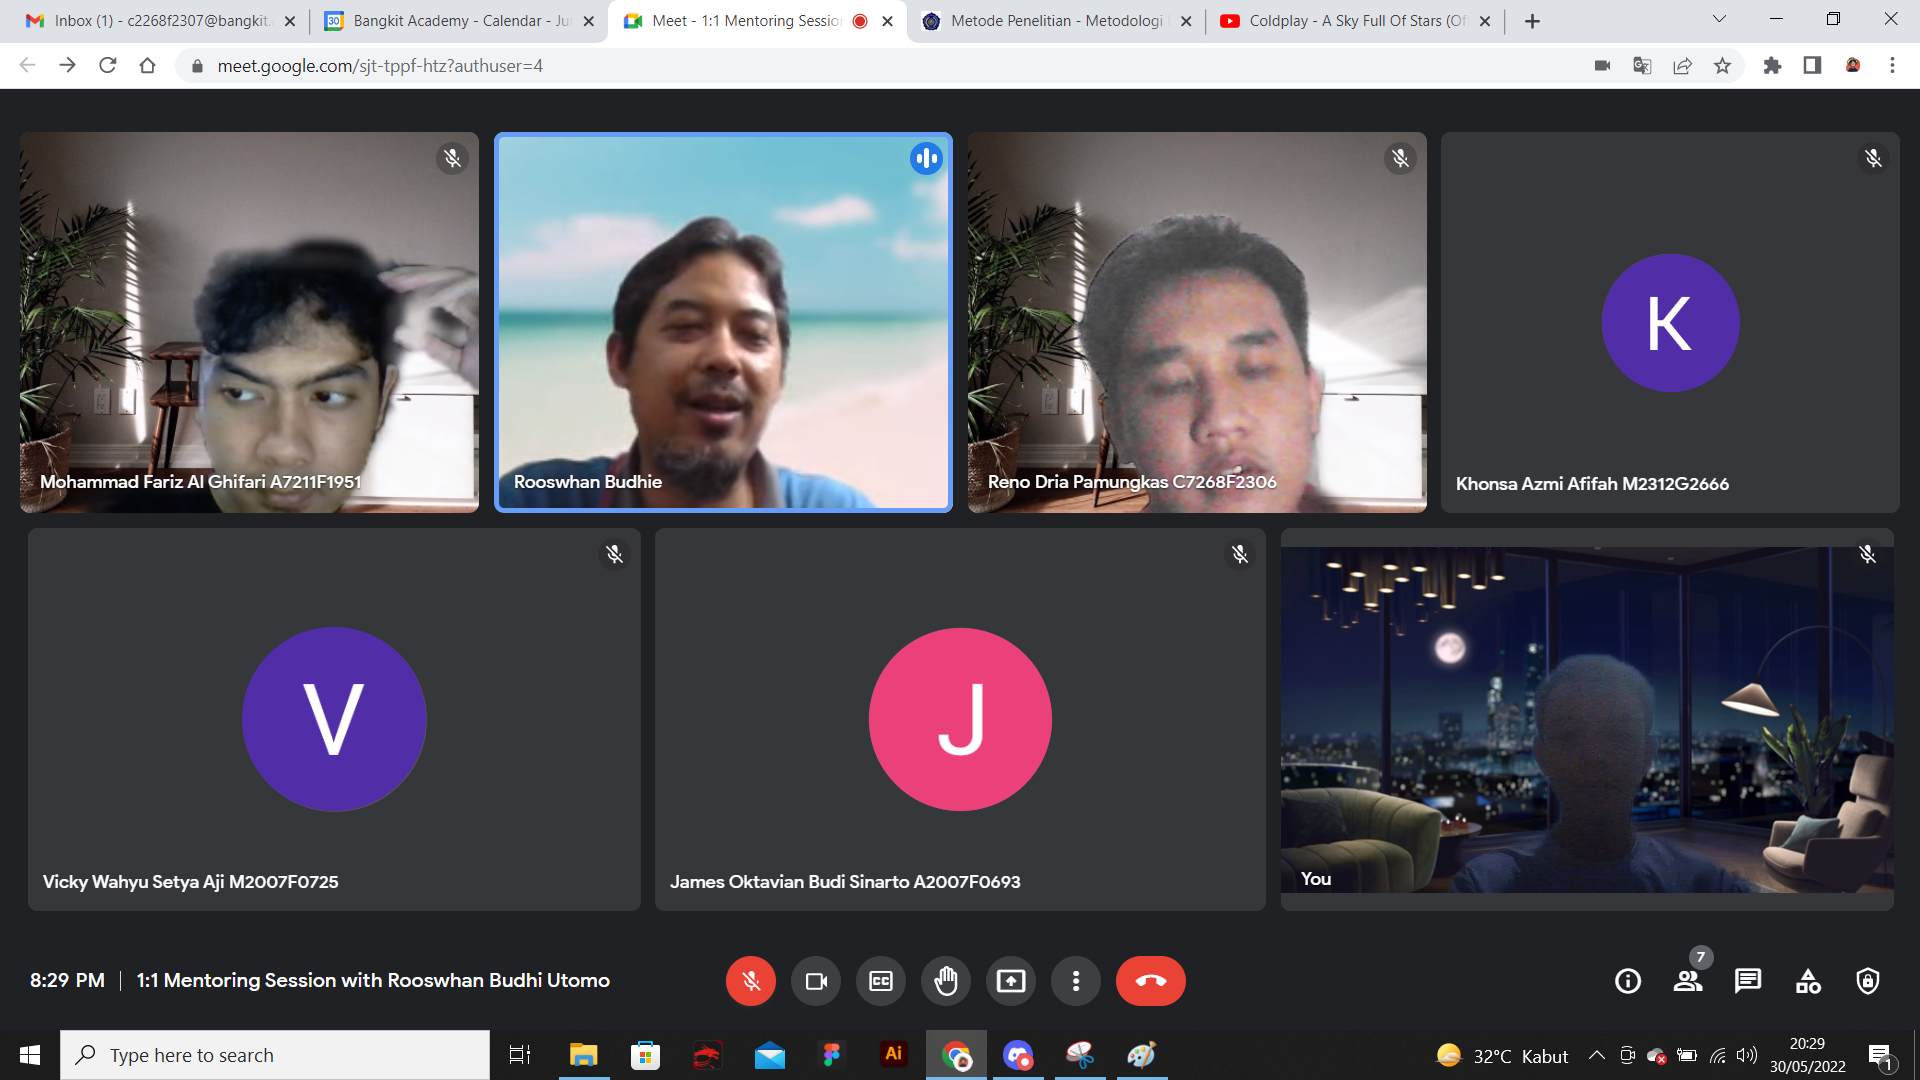 Inbox (1) - c2268f2307@bangkit.
Bangkit Academy - Calendar - Ju
Meet - 1:1 Mentoring Sessio
Metode Penelitian - Metodologi
Coldplay - A Sky Full Of Stars (Of
meet.google.com/sjt-tppf-htz?authuser=4
K
Mohammad Fariz Al Ghifari A7211F1951
Rooswhan Budhie
Reno Dria Pamungkas C7268F2306
Khonsa Azmi Afifah M2312G2666
V
J
Vicky Wahyu Setya Aji M2007F0725
James Oktavian Budi Sinarto A2007F0693
You
8:29 PM
1:1 Mentoring Session with Rooswhan Budhi Utomo
CC
7
Type here to search
Ai
32°C Kabut
20:29
30/05/2022
1